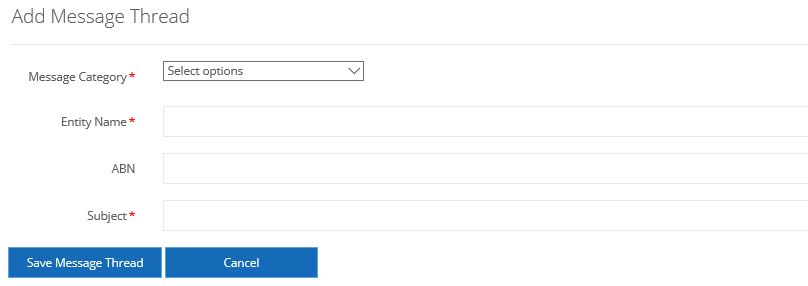 Add Message Thread
Message Category* Select options
Entity Name*
ABN
Subject*
Save Message Thread Cancel